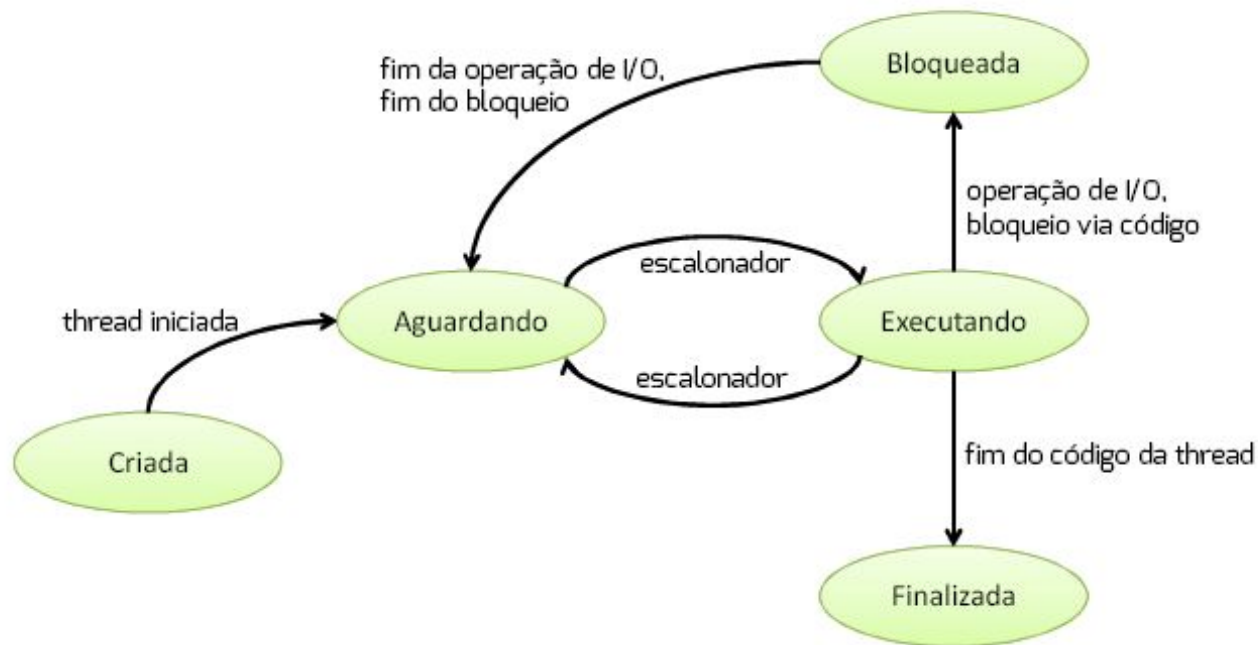 Bloqueada
fim da operação de I/O,
fim do bloqueio
operação de I/O,
bloqueio via código
escalonador
thread iniciada
Aguardando
Executando
escalonador
Criada
fim do código da thread
Finalizada